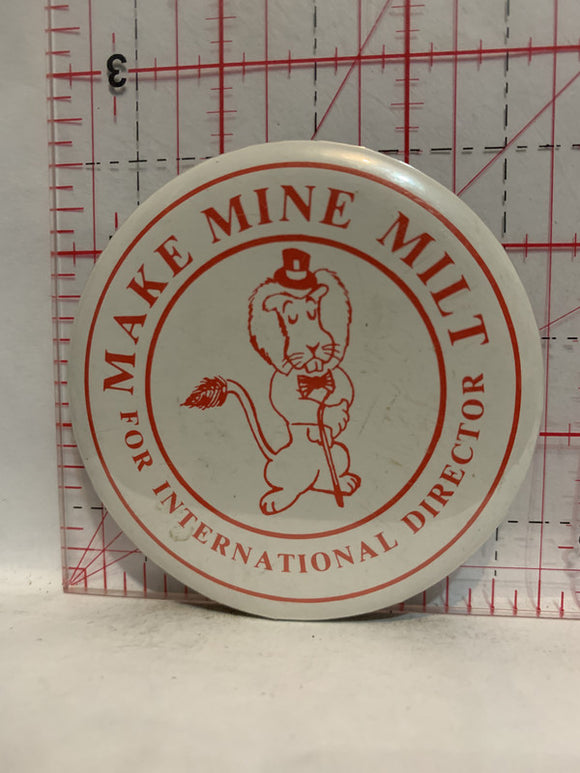 3
MAKE MINE MILT
FOR INTERNATIONAL DIRECTOR